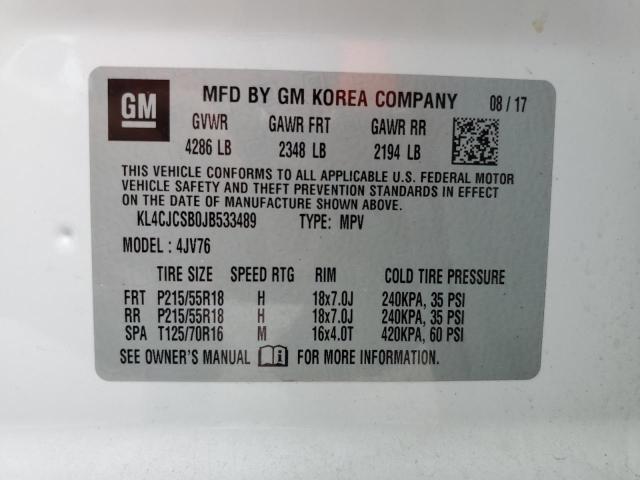 GM MFD BY GM KOREA COMPANY 08/17
GVWR GAWR FRT GAWR RR
4286 LB 2348 LB 2194 LB
THIS VEHICLE CONFORMS TO ALL APPLICABLE U.S. FEDERAL MOTOR
VEHICLE SAFETY AND THEFT PREVENTION STANDARDS IN EFFECT
ON THE DATE OF MANUFACTURE SHOWN ABOVE.
KL4CJCSB0JB533489 TYPE: MPV
MODEL: 4JV76
TIRE SIZE SPEED RTG RIM COLD TIRE PRESSURE
FRT P215/55R18 H 18x7.0J 240KPA, 35 PSI
RR P215/55R18 H 18x7.0J 240KPA, 35 PSI
SPA T125/70R16 M 16x4.0T 420KPA, 60 PSI
SEE OWNER'S MANUAL FOR MORE INFORMATION.